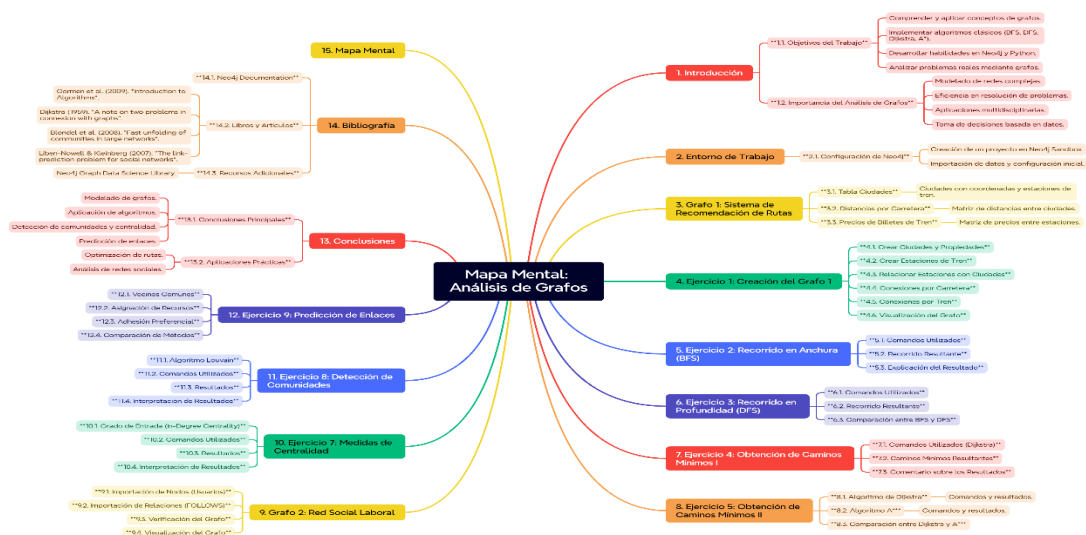 Mapa Mental:
Análisis de Grafos
1. Introducción
**1.1. Objetivos del Trabajo**
Comprender y aplicar conceptos de grafos.
Implementar algoritmos clásicos (BFS, DFS,
Dijkstra, A*).
Desarrollar habilidades en Neo4j y Python.
Analizar problemas reales mediante grafos.
**1.2. Importancia del Análisis de Grafos**
Modelado de redes complejas.
Eficiencia en resolución de problemas.
Aplicaciones multidisciplinarias.
Toma de decisiones basada en datos.
2. Entorno de Trabajo
**2.1. Configuración de Neo4j**
Creación de un proyecto en Neo4j Sandbox.
Importación de datos y configuración inicial.
3. Grafo 1: Sistema de
Recomendación de Rutas
**3.1. Tabla Ciudades**
Ciudades con coordenadas y estaciones de
tren.
**3.2. Distancias por Carretera**
Matriz de distancias entre ciudades.
**3.3. Precios de Billetes de Tren**
Matriz de precios entre estaciones.
4. Ejercicio 1: Creación del Grafo 1
**4.1. Crear Ciudades y Propiedades**
**4.2. Crear Estaciones de Tren**
**4.3. Relacionar Estaciones con Ciudades**
**4.4. Conexiones por Carretera**
**4.5. Conexiones por Tren**
**4.6. Visualización del Grafo**
5. Ejercicio 2: Recorrido en Anchura
(BFS)
**5.1. Comandos Utilizados**
**5.2. Recorrido Resultante**
**5.3. Explicación del Resultado**
6. Ejercicio 3: Recorrido en
Profundidad (DFS)
**6.1. Comandos Utilizados**
**6.2. Recorrido Resultante**
**6.3. Comparación entre BFS y DFS**
7. Ejercicio 4: Obtención de Caminos
Mínimos I
**7.1. Comandos Utilizados (Dijkstra)**
**7.2. Caminos Mínimos Resultantes**
**7.3. Comentario sobre los Resultados**
8. Ejercicio 5: Obtención de
Caminos Mínimos II
**8.1. Algoritmo de Dijkstra**
Comandos y resultados.
**8.2. Algoritmo A***
Comandos y resultados.
**8.3. Comparación entre Dijkstra y A***
9. Grafo 2: Red Social Laboral
**9.1. Importación de Nodos (Usuarios)**
**9.2. Importación de Relaciones (FOLLOWS)**
**9.3. Verificación del Grafo**
**9.4. Visualización del Grafo**
10. Ejercicio 7: Medidas de
Centralidad
**10.1. Grado de Entrada (In-Degree Centrality)**
**10.2. Comandos Utilizados**
**10.3. Resultados**
**10.4. Interpretación de Resultados**
11. Ejercicio 8: Detección de
Comunidades
**11.1. Algoritmo Louvain**
**11.2. Comandos Utilizados**
**11.3. Resultados**
**11.4. Interpretación de Resultados**
12. Ejercicio 9: Predicción de Enlaces
**12.1. Vecinos Comunes**
**12.2. Asignación de Recursos**
**12.3. Adhesión Preferencial**
**12.4. Comparación de Métodos**
13. Conclusiones
**13.1. Conclusiones Principales**
Modelado de grafos.
Aplicación de algoritmos.
Detección de comunidades y centralidad.
Predicción de enlaces.
**13.2. Aplicaciones Prácticas**
Optimización de rutas.
Análisis de redes sociales.
14. Bibliografía
**14.1. Neo4j Documentation**
**14.2. Libros y Artículos**
Cormen et al. (2009). "Introduction to
Algorithms".
Dijkstra (1959). "A note on two problems in
connexion with graphs".
Blondel et al. (2008). "Fast unfolding of
communities in large networks".
Liben-Nowell & Kleinberg (2007). "The link-
prediction problem for social networks".
**14.3. Recursos Adicionales**
Neo4j Graph Data Science Library
15. Mapa Mental